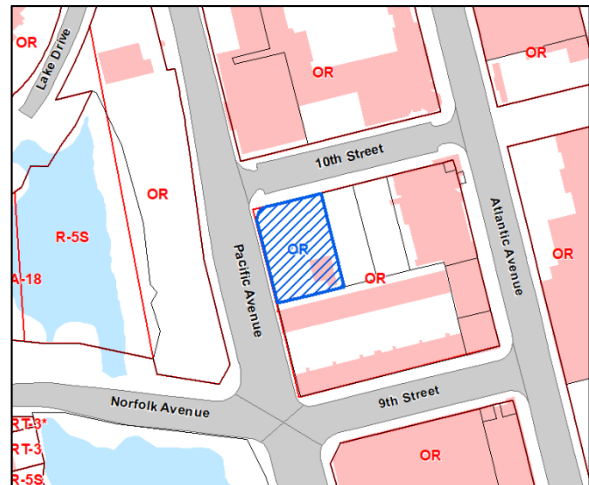 OR
Lake Drive
OR
OR
10th Street
OR
R-5S
OR
Pacific Avenue
OR
Atlantic Avenue
OR
A-18
Norfolk Avenue
9th Street
RT-3*
RT-3
R-5S
OR